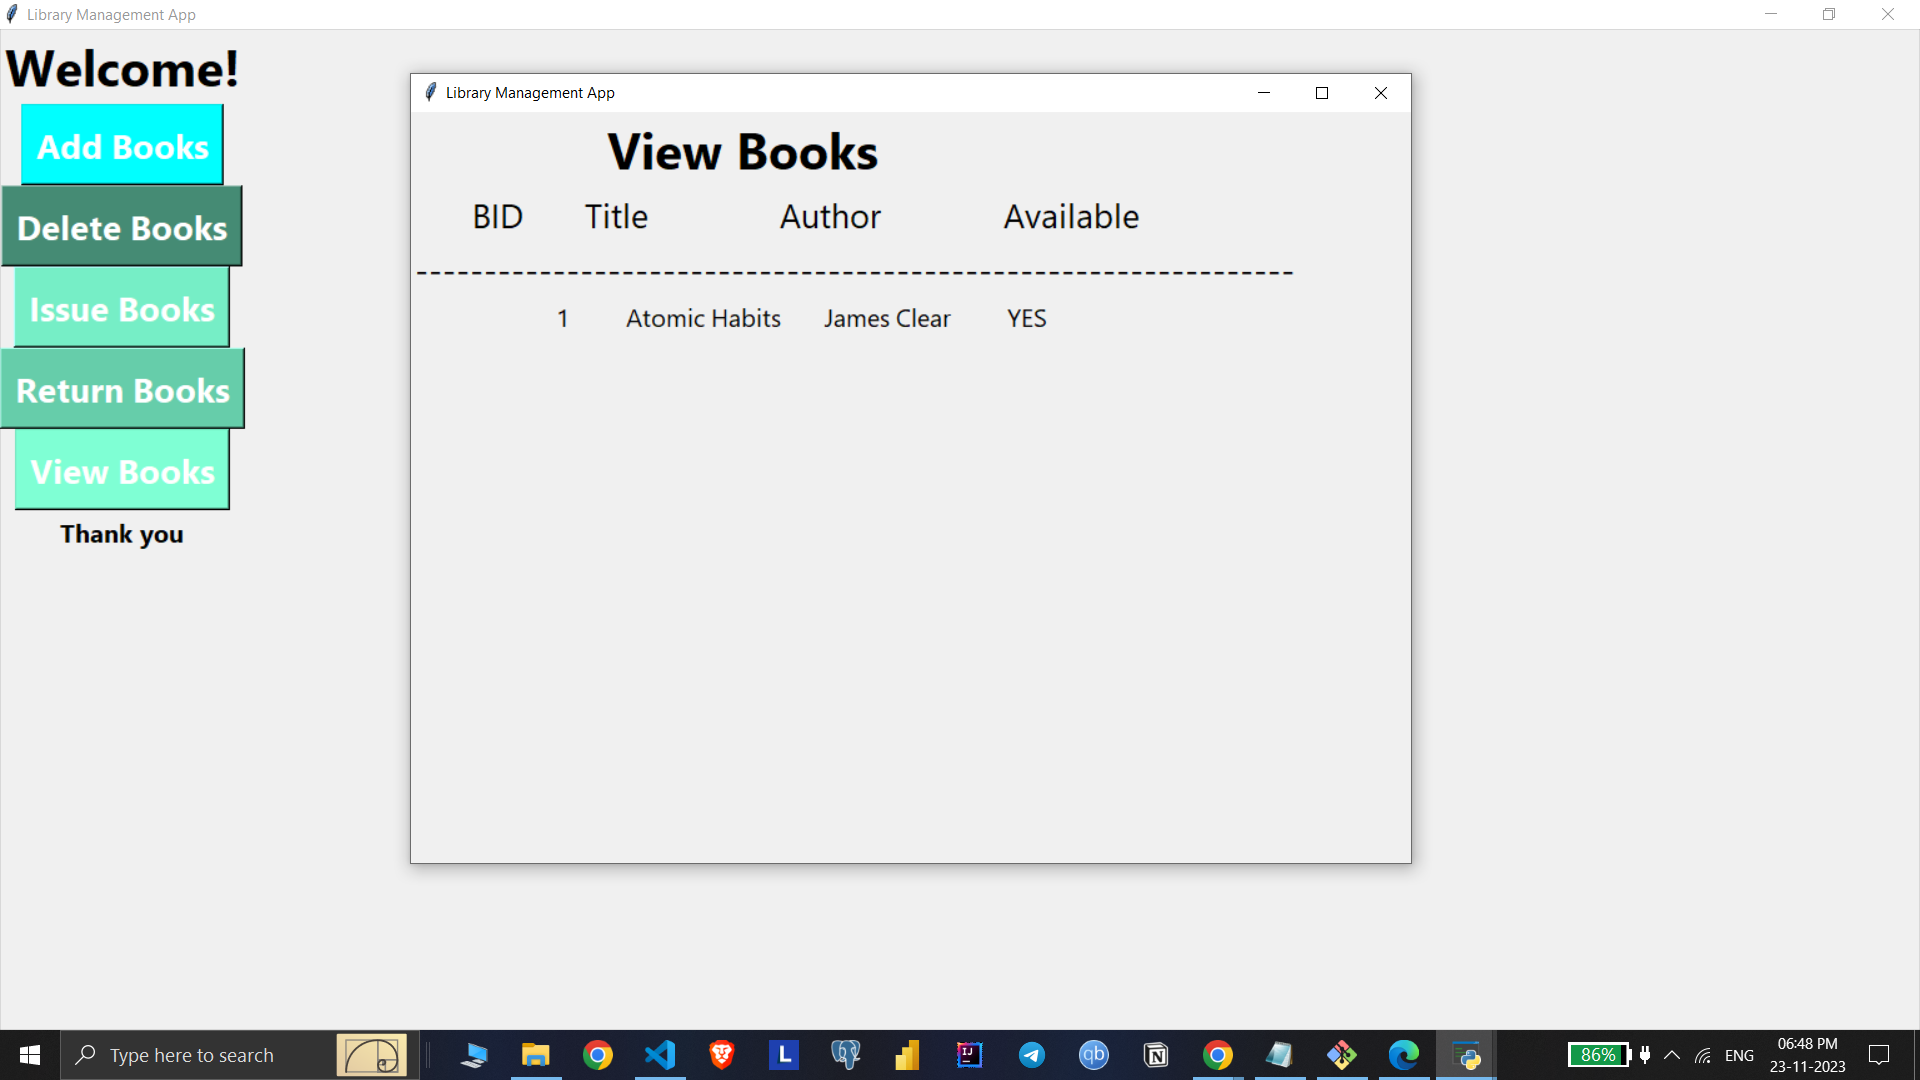 Library Management App
Welcome!
Add Books
Delete Books
Issue Books
Return Books
View Books
Thank you
Library Management App
View Books
BID Title Author Available
----------------------------------------------------------------
1 Atomic Habits James Clear YES
Type here to search
L
IJ
qb
N
86%
ENG
06:48 PM
23-11-2023